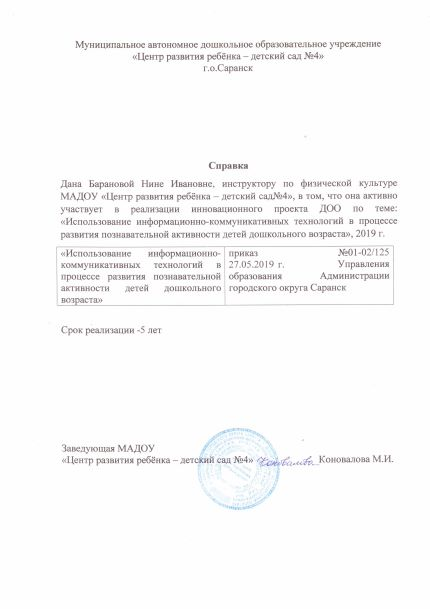 Муниципальное автономное дошкольное образовательное учреждение
«Центр развития ребёнка – детский сад №4»
г.о.Саранск
Справка
Дана Барановой Нине Ивановне, инструктору по физической культуре
МАДОУ «Центр развития ребёнка – детский сад№4», в том, что она активно
участвует в реализации инновационного проекта ДОО по теме:
«Использование информационно-коммуникативных технологий в процессе
развития познавательной активности детей дошкольного возраста», 2019 г.
«Использование информационно-
коммуникативных технологий в
процессе развития познавательной
активности детей дошкольного
возраста»
приказ №01-02/125
27.05.2019 г. Управления
образования Администрации
городского округа Саранск
Срок реализации -5 лет
Заведующая МАДОУ
«Центр развития ребёнка – детский сад №4» Коновалова Коновалова М.И.